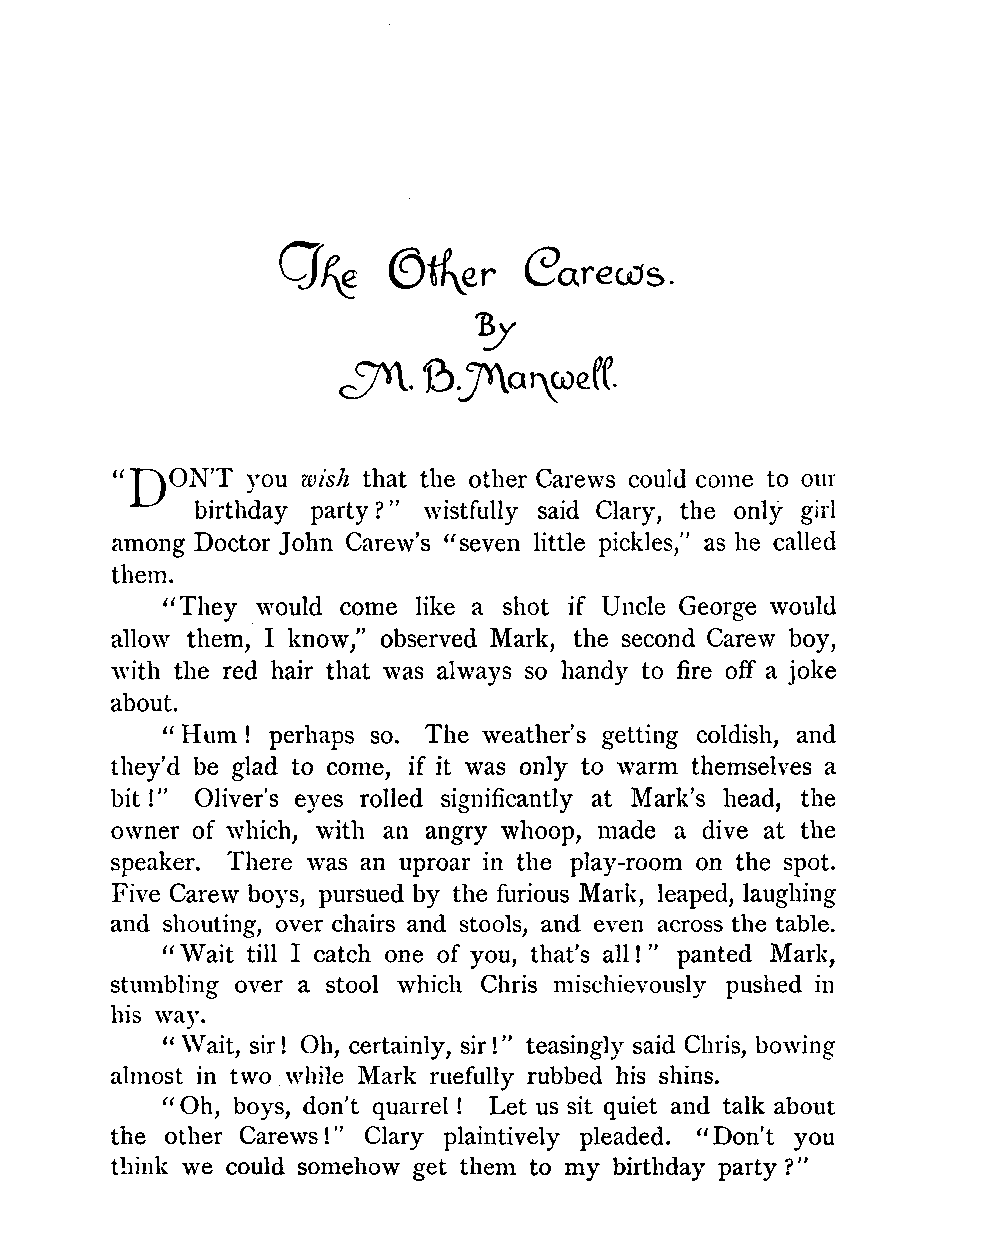 The Other Carews.
By
M. B. Manwell.
"DON'T you wish that the other Carews could come to our
birthday party?" wistfully said Clary, the only girl
among Doctor John Carew's "seven little pickles," as he called
them.
"They would come like a shot if Uncle George would
allow them, I know," observed Mark, the second Carew boy,
with the red hair that was always so handy to fire off a joke
about.
"Hum! perhaps so. The weather's getting coldish, and
they'd be glad to come, if it was only to warm themselves a
bit!" Oliver's eyes rolled significantly at Mark's head, the
owner of which, with an angry whoop, made a dive at the
speaker. There was an uproar in the play-room on the spot.
Five Carew boys, pursued by the furious Mark, leaped, laughing
and shouting, over chairs and stools, and even across the table.
"Wait till I catch one of you, that's all!" panted Mark,
stumbling over a stool which Chris mischievously pushed in
his way.
"Wait, sir! Oh, certainly, sir!" teasingly said Chris, bowing
almost in two while Mark ruefully rubbed his shins.
"Oh, boys, don't quarrel! Let us sit quiet and talk about
the other Carews!" Clary plaintively pleaded. "Don't you
think we could somehow get them to my birthday party?"